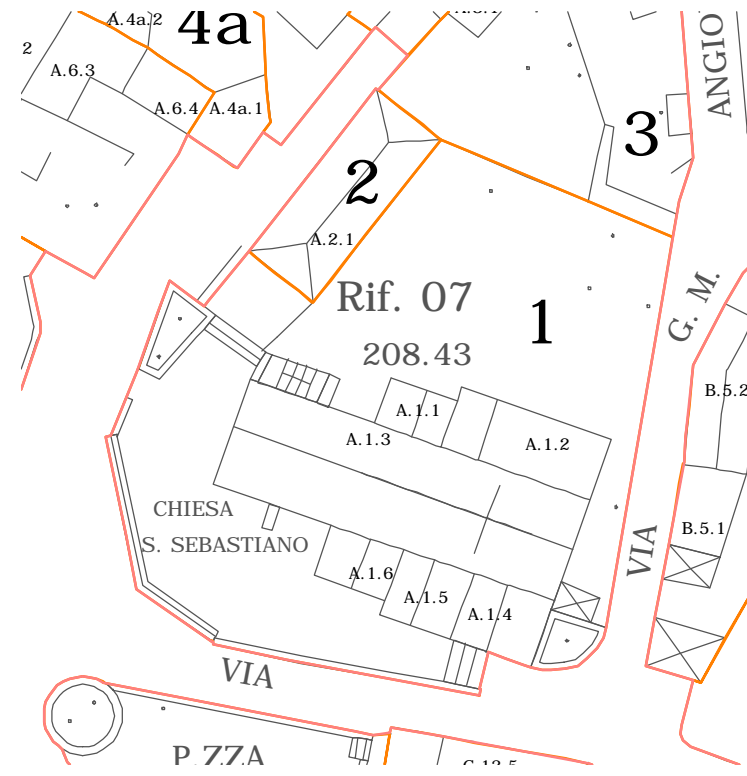 A.4a.2
4a
2
A.6.3
A.6.4
A.4a.1
ANGIO
3
2
A.2.1
Rif. 07
1
G. M.
208.43
B.5.2
A.1.1
A.1.3
A.1.2
CHIESA
S. SEBASTIANO
VIA
B.5.1
A.1.6
A.1.5
A.1.4
VIA
P.ZZA